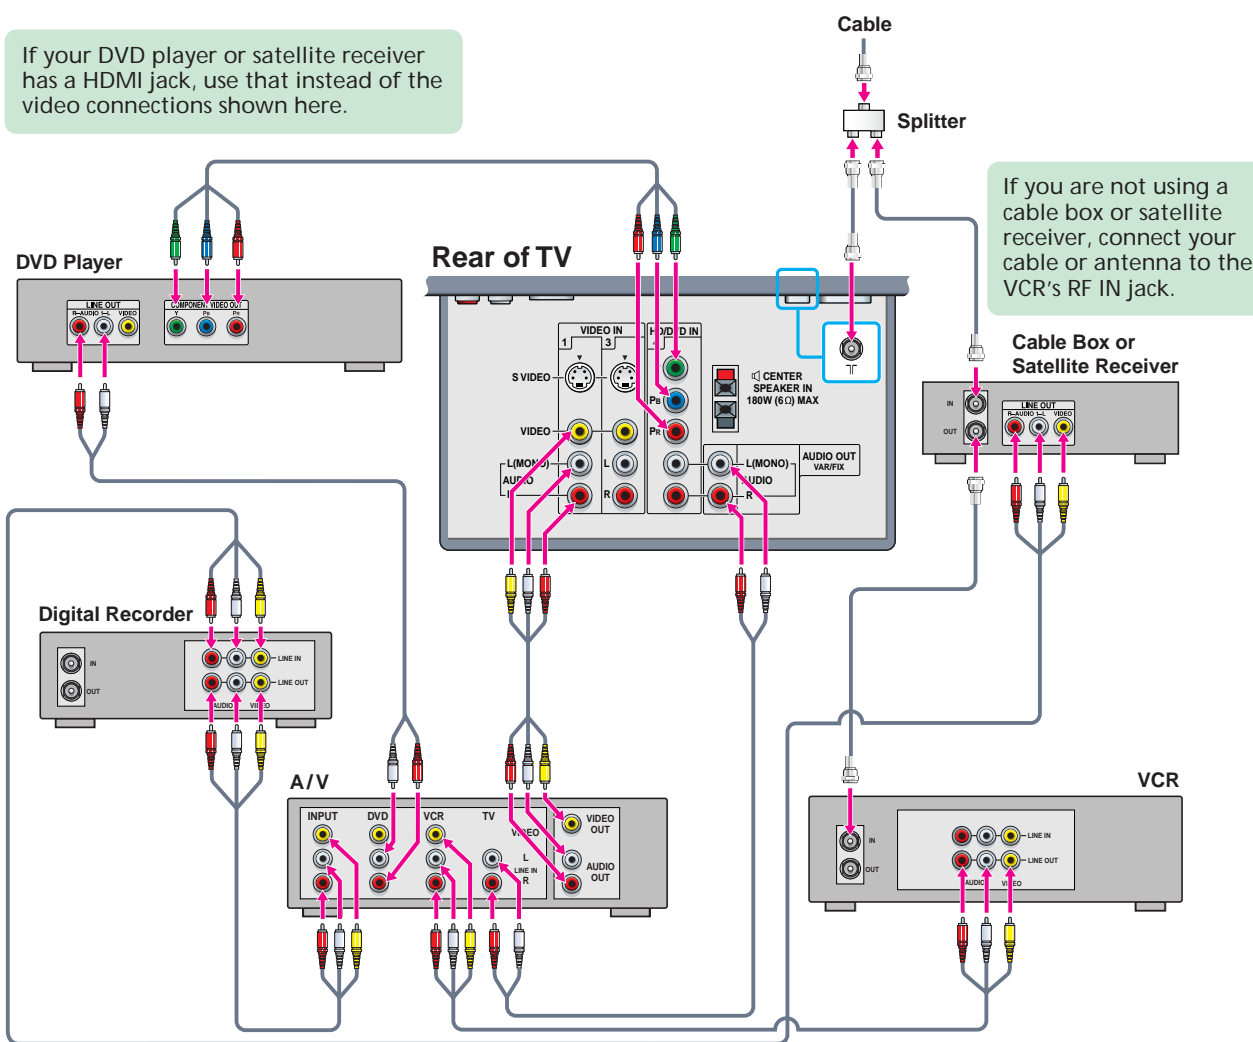 Cable
If your DVD player or satellite receiver
has a HDMI jack, use that instead of the
video connections shown here.
Splitter
If you are not using a
cable box or satellite
receiver, connect your
cable or antenna to the
VCR's RF IN jack.
Rear of TV
DVD Player
LINE OUT
R–AUDIO–L VIDEO
COMPONENT VIDEO OUT
Y PB PR
VIDEO IN
1 3
HD/DVD IN
4
S VIDEO
VIDEO
L(MONO)
AUDIO
R
L
R
PB
PR
CENTER
SPEAKER IN
180W (6Ω) MAX
L(MONO)
AUDIO
R
AUDIO OUT
VAR/FIX
Cable Box or
Satellite Receiver
IN
OUT
LINE OUT
R–AUDIO–L VIDEO
Digital Recorder
IN
OUT
LINE IN
LINE OUT
AUDIO VIDEO
A/V
INPUT DVD VCR TV
VIDEO
L
LINE IN
R
VIDEO
OUT
AUDIO
OUT
VCR
IN
OUT
LINE IN
LINE OUT
AUDIO VIDEO